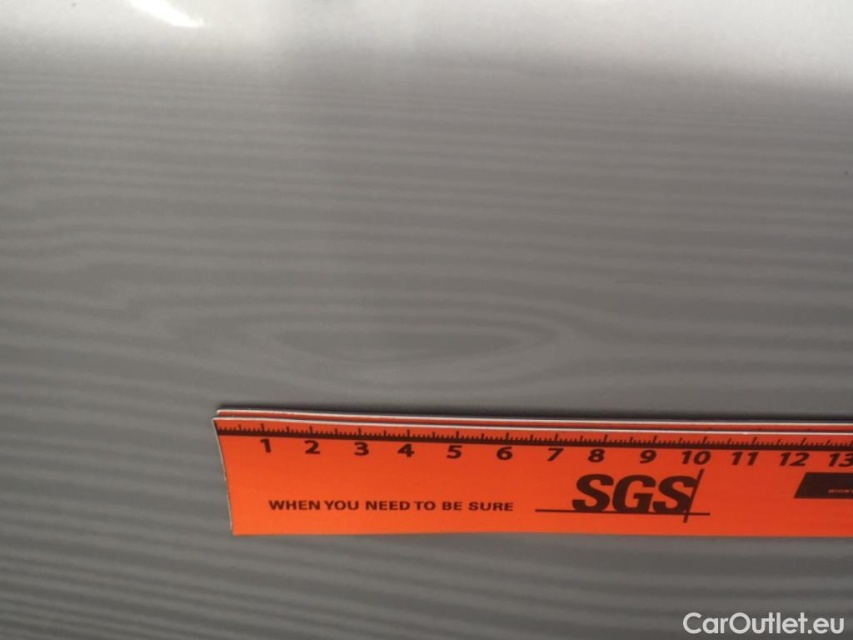 1 2 3 4 5 6 7 8 9 10 11 12 13
WHEN YOU NEED TO BE SURE
SGS
CarOutlet.eu